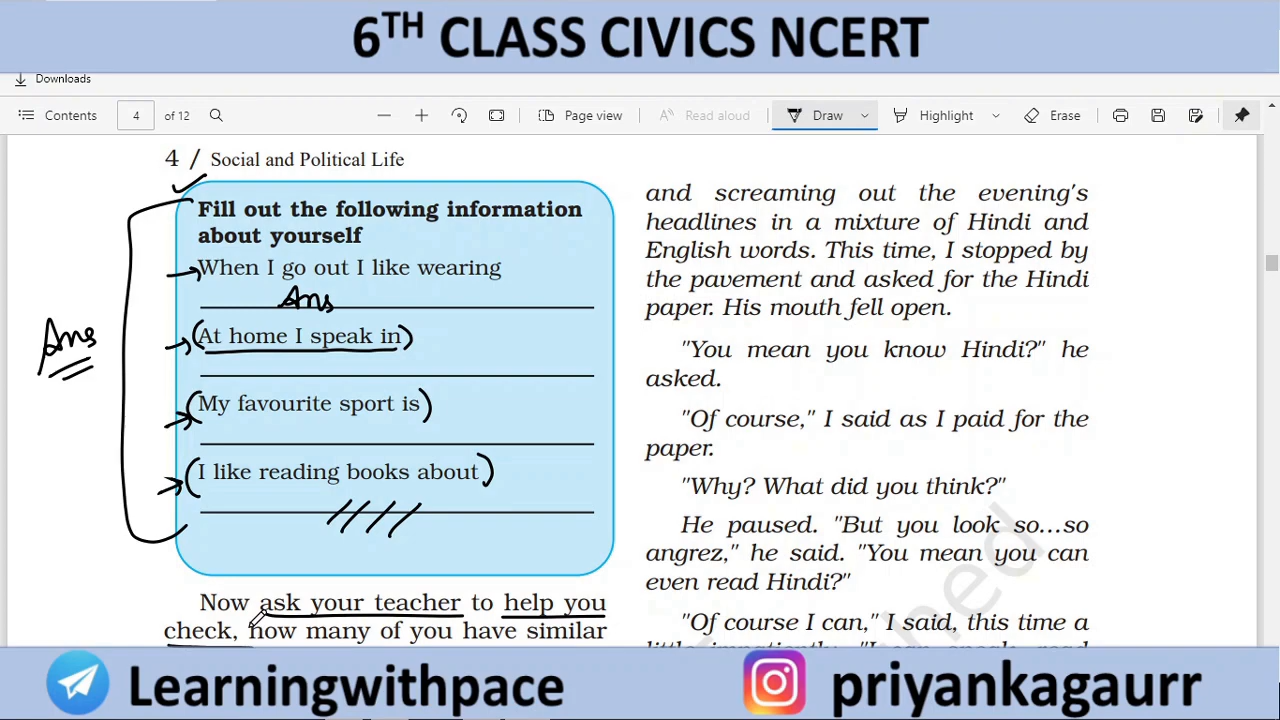 6TH CLASS CIVICS NCERT
Downloads
Contents
4
of 12
Page view
Read aloud
Draw
Highlight
Erase
4 / Social and Political Life
Fill out the following information
about yourself
When I go out I like wearing
Ans
At home I speak in
My favourite sport is
I like reading books about
Ans
Now ask your teacher to help you
check, how many of you have similar
and screaming out the evening's
headlines in a mixture of Hindi and
English words. This time, I stopped by
the pavement and asked for the Hindi
paper. His mouth fell open.
"You mean you know Hindi?" he
asked.
"Of course," I said as I paid for the
paper.
"Why? What did you think?"
He paused. "But you look so…so
angrez," he said. "You mean you can
even read Hindi?"
"Of course I can," I said, this time a
Learningwithpace
priyankagaurr